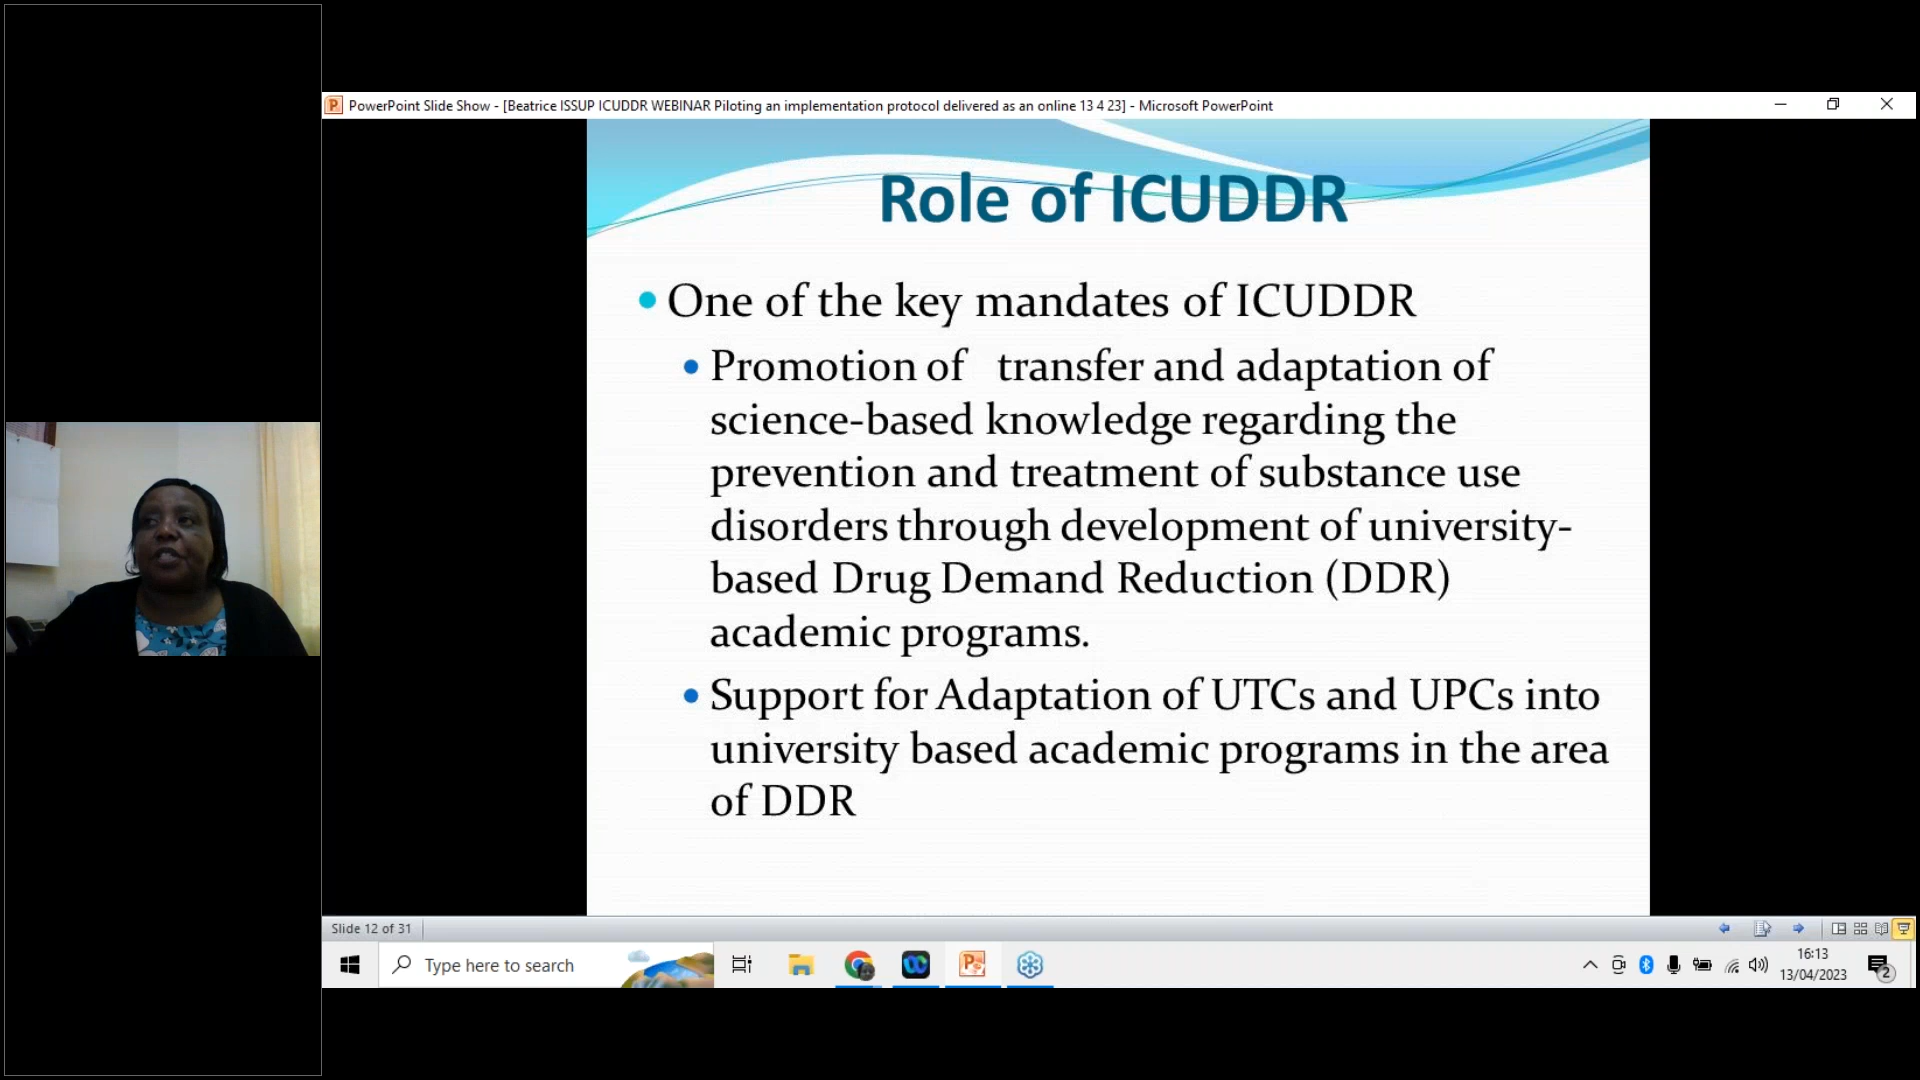 PowerPoint Slide Show - [Beatrice ISSUP ICUDDR WEBINAR Piloting an implementation protocol delivered as an online 13 4 23] - Microsoft PowerPoint
Role of ICUDDR
One of the key mandates of ICUDDR
Promotion of transfer and adaptation of
science-based knowledge regarding the
prevention and treatment of substance use
disorders through development of university-
based Drug Demand Reduction (DDR)
academic programs.
Support for Adaptation of UTCs and UPCs into
university based academic programs in the area
of DDR
Slide 12 of 31
Type here to search
16:13
13/04/2023
2